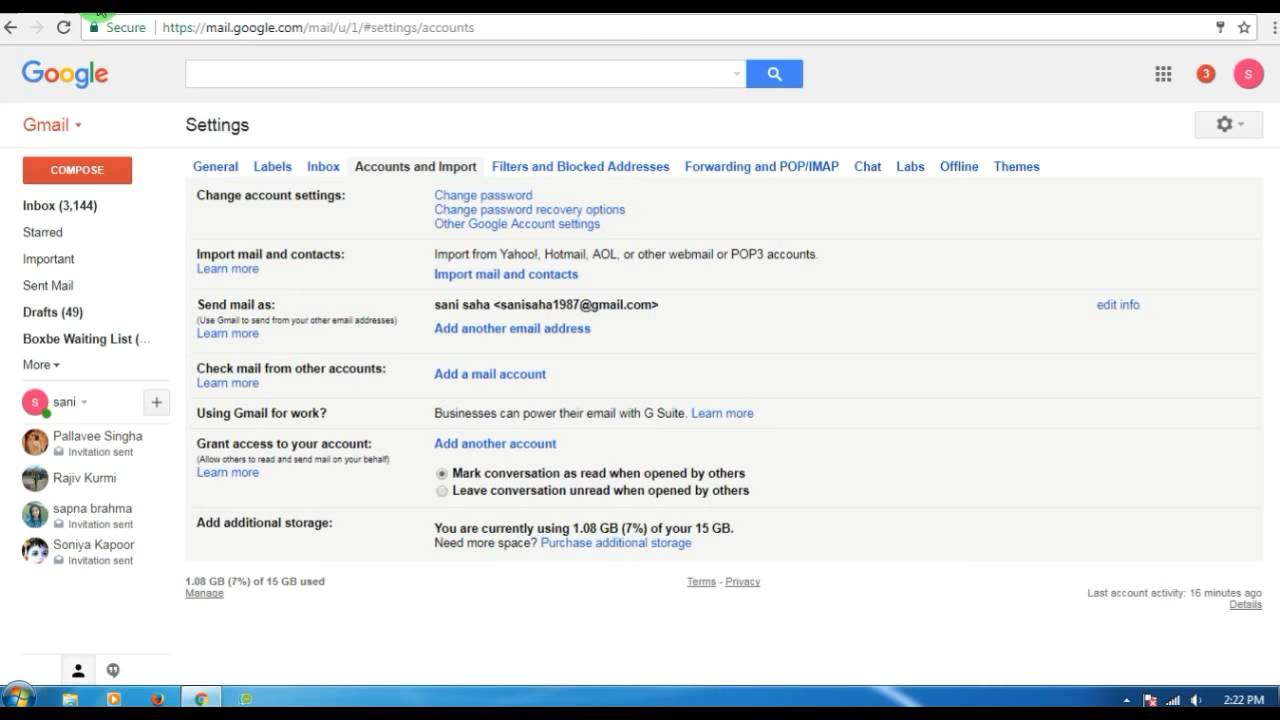 Secure https://mail.google.com/mail/u/1/#settings/accounts
Google
3
S
Gmail
Settings
COMPOSE
General Labels Inbox Accounts and Import Filters and Blocked Addresses Forwarding and POP/IMAP Chat Labs Offline Themes
Inbox (3,144)
Starred
Important
Sent Mail
Drafts (49)
Boxbe Waiting List (...
More
S sani
Pallavee Singha
Invitation sent
Rajiv Kurmi
sapna brahma
Invitation sent
Soniya Kapoor
Invitation sent
Change account settings:
Change password
Change password recovery options
Other Google Account settings
Import mail and contacts:
Learn more
Import from Yahoo!, Hotmail, AOL, or other webmail or POP3 accounts.
Import mail and contacts
Send mail as:
(Use Gmail to send from your other email addresses)
Learn more
sani saha <sanisaha1987@gmail.com>
edit info
Add another email address
Check mail from other accounts:
Learn more
Add a mail account
Using Gmail for work?
Businesses can power their email with G Suite. Learn more
Grant access to your account:
(Allow others to read and send mail on your behalf)
Learn more
Add another account
Mark conversation as read when opened by others
Leave conversation unread when opened by others
Add additional storage:
You are currently using 1.08 GB (7%) of your 15 GB.
Need more space? Purchase additional storage
1.08 GB (7%) of 15 GB used
Manage
Terms - Privacy
Last account activity: 16 minutes ago
Details
2:22 PM